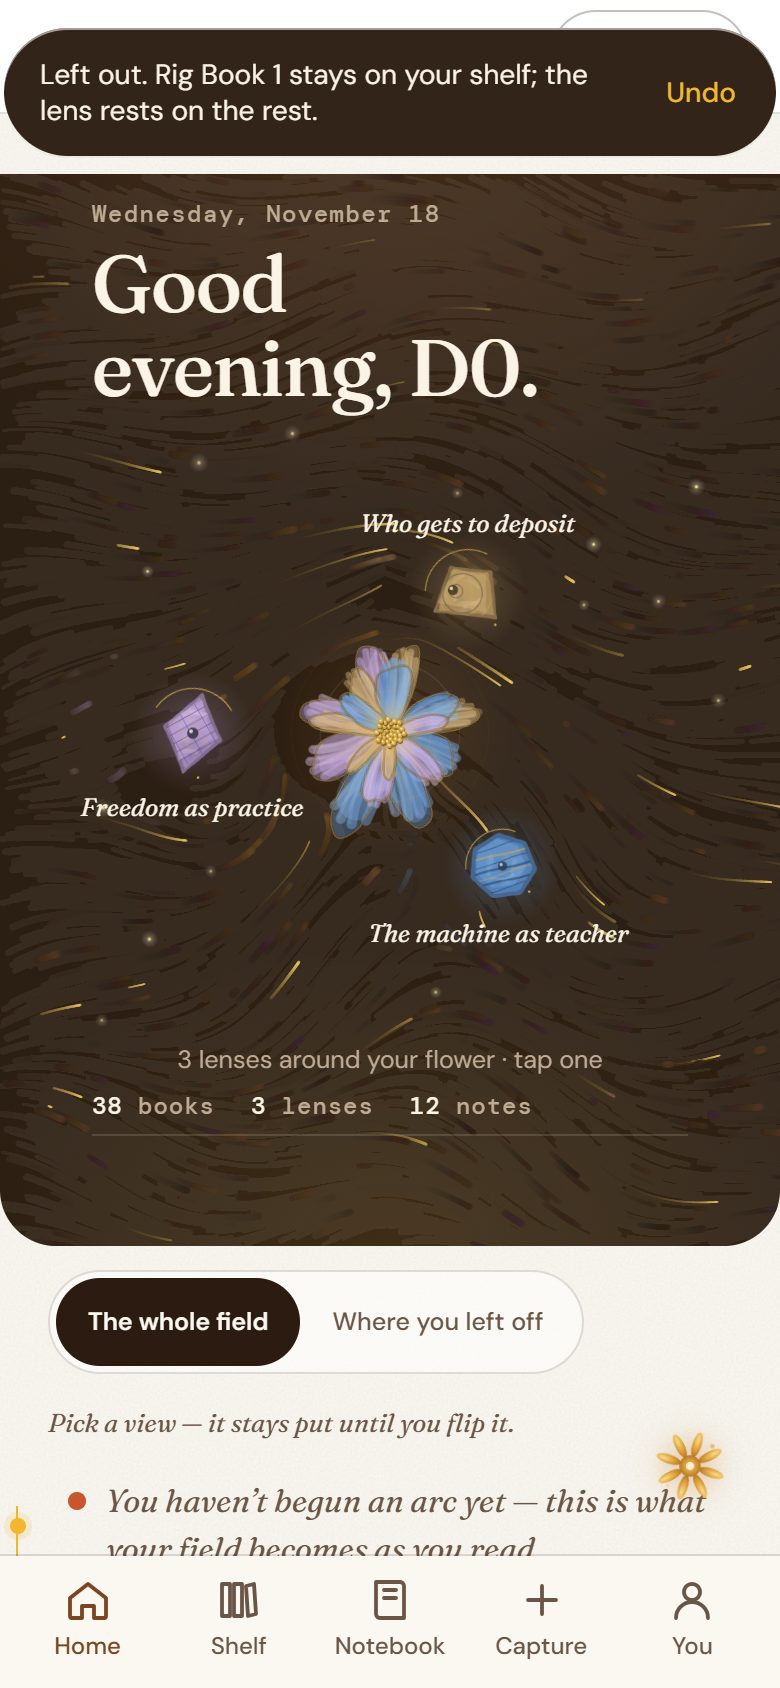 Left out. Rig Book 1 stays on your shelf; the
lens rests on the rest.
Undo
Wednesday, November 18
Good
evening, D0.
Who gets to deposit
Freedom as practice
The machine as teacher
3 lenses around your flower · tap one
38 books 3 lenses 12 notes
The whole field
Where you left off
Pick a view — it stays put until you flip it.
You haven’t begun an arc yet — this is what
your field becomes as you read
Home
Shelf
Notebook
Capture
You